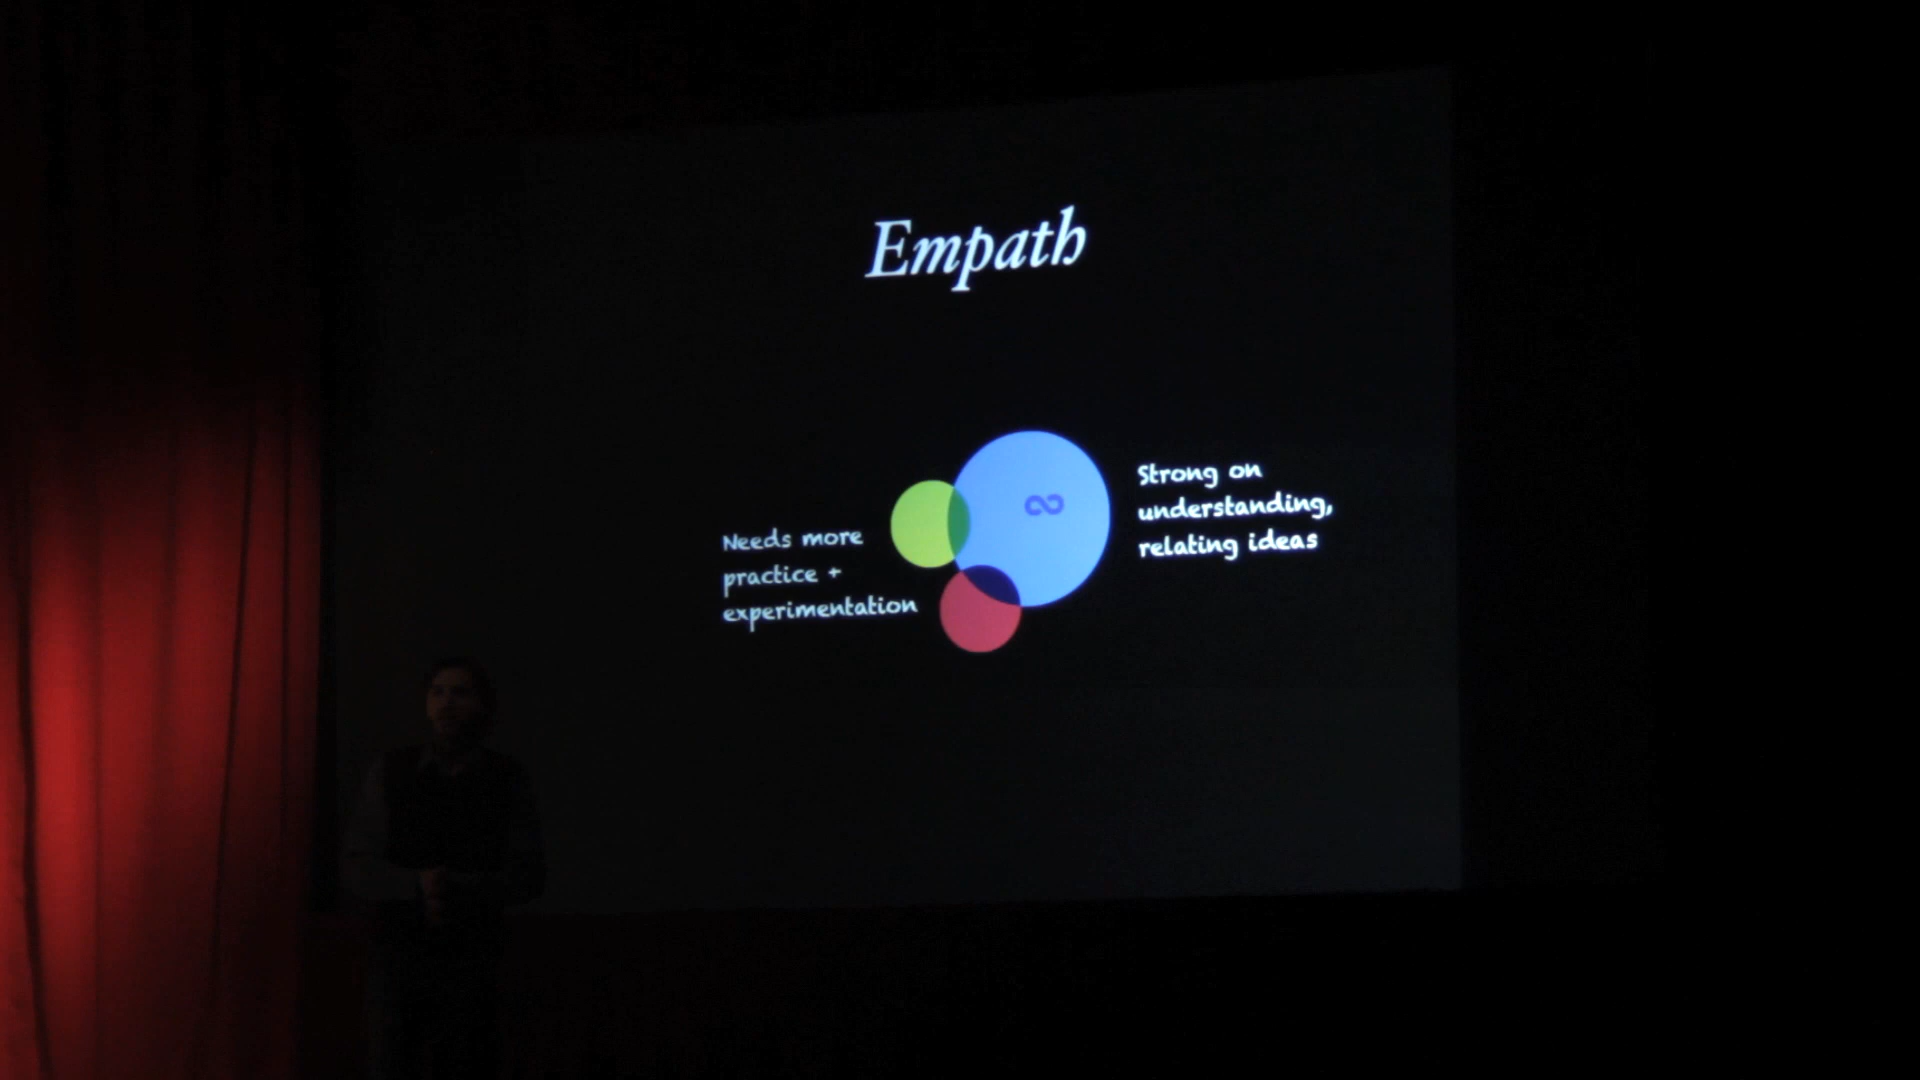 Empath
Needs more
practice +
experimentation
∞
Strong on
understanding,
relating ideas